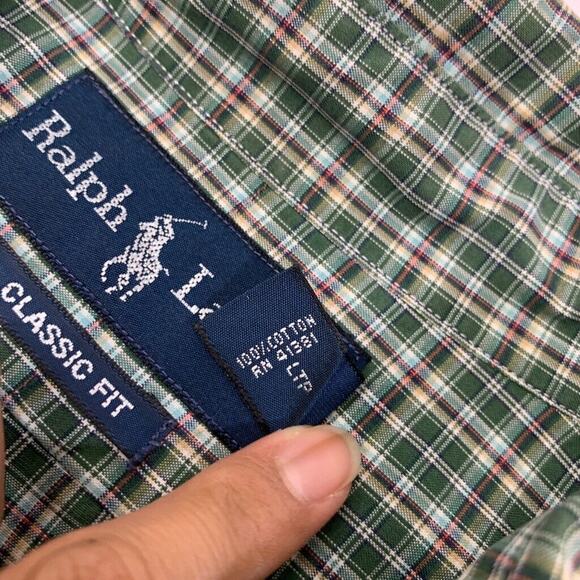 Ralph L
CLASSIC FIT
100% COTTON
RN 41381
LTP